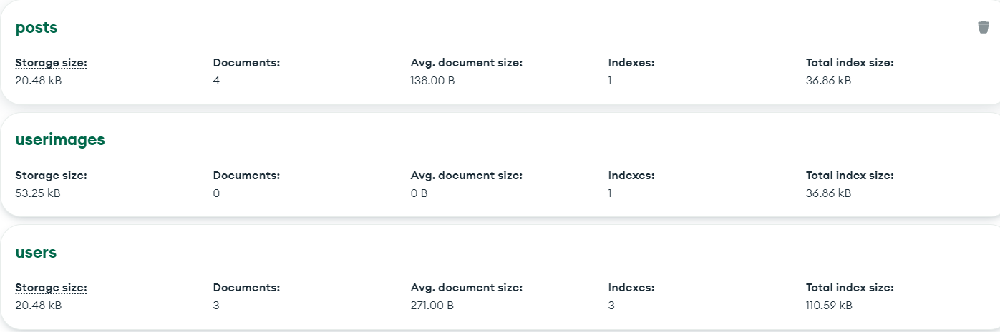 posts
Storage size: Documents: Avg. document size: Indexes: Total index size:
20.48 kB 4 138.00 B 1 36.86 kB
userimages
Storage size: Documents: Avg. document size: Indexes: Total index size:
53.25 kB 0 0 B 1 36.86 kB
users
Storage size: Documents: Avg. document size: Indexes: Total index size:
20.48 kB 3 271.00 B 3 110.59 kB